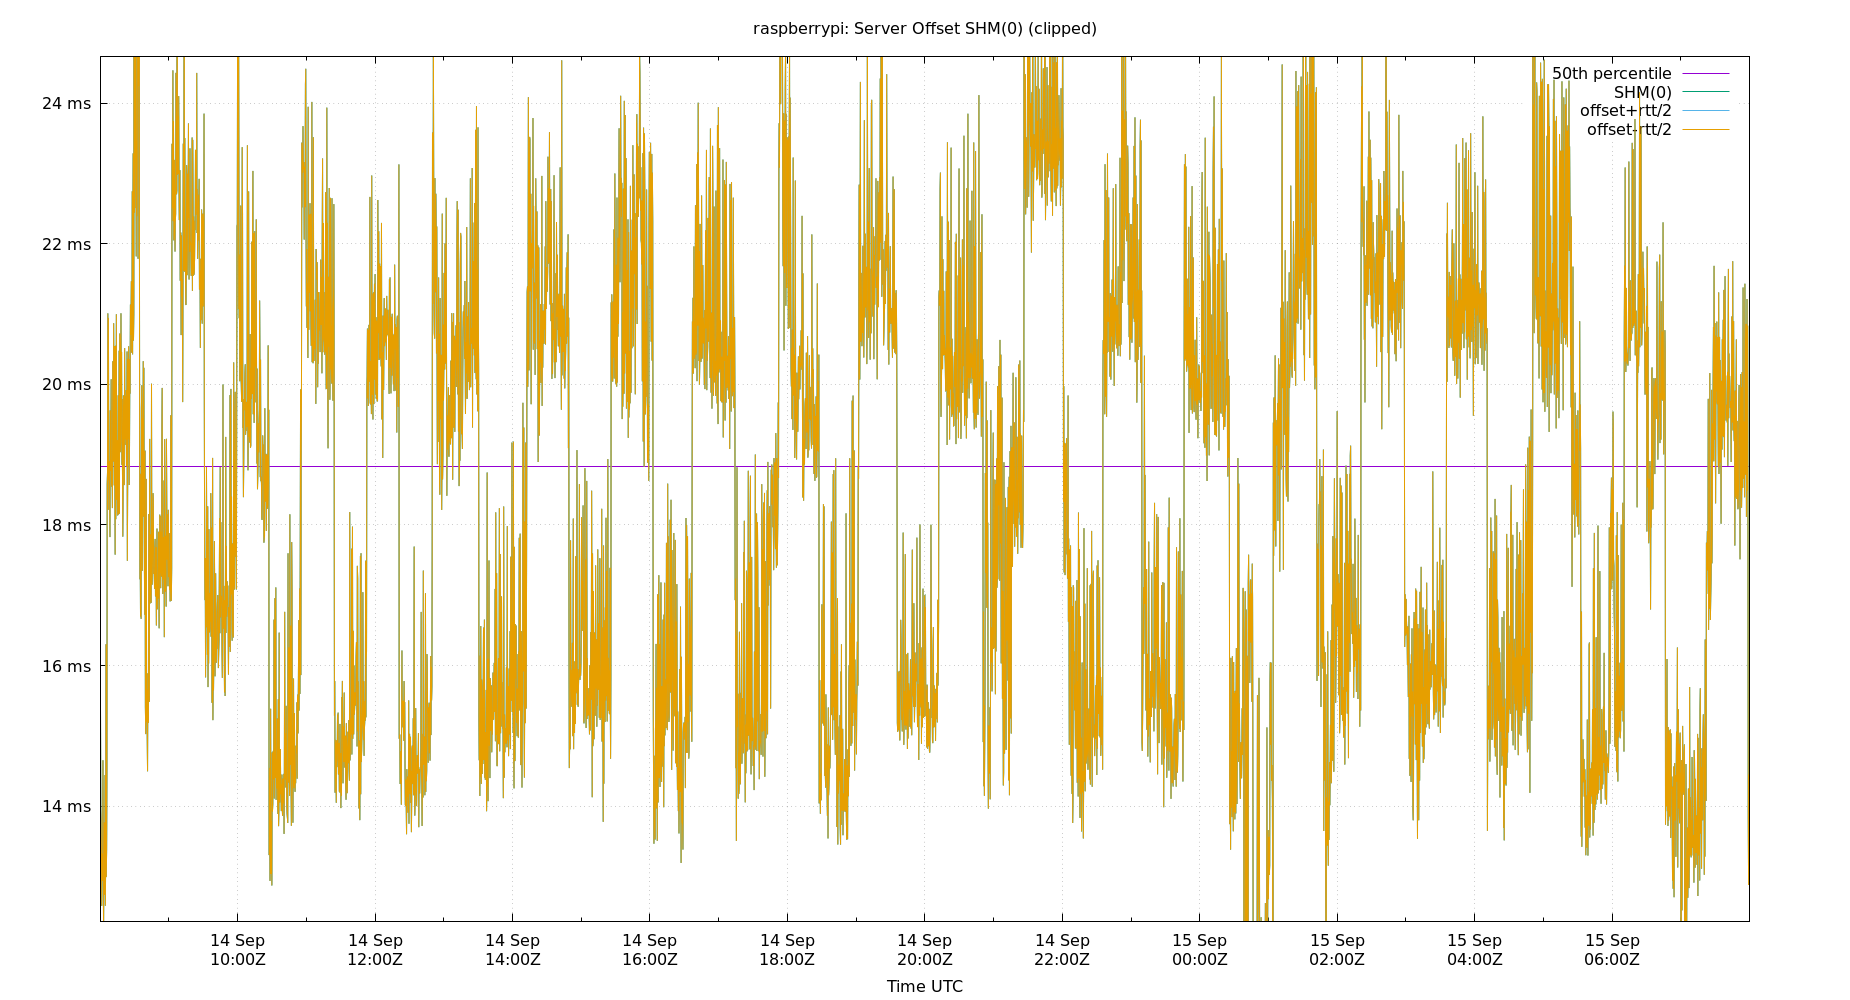 raspberrypi: Server Offset SHM(0) (clipped)
50th percentile
SHM(0)
offset+rtt/2
offset-rtt/2
24 ms
22 ms
20 ms
18 ms
16 ms
14 ms
14 Sep 14 Sep 14 Sep 14 Sep 14 Sep 14 Sep 14 Sep 15 Sep 15 Sep 15 Sep 15 Sep
10:00Z 12:00Z 14:00Z 16:00Z 18:00Z 20:00Z 22:00Z 00:00Z 02:00Z 04:00Z 06:00Z
Time UTC